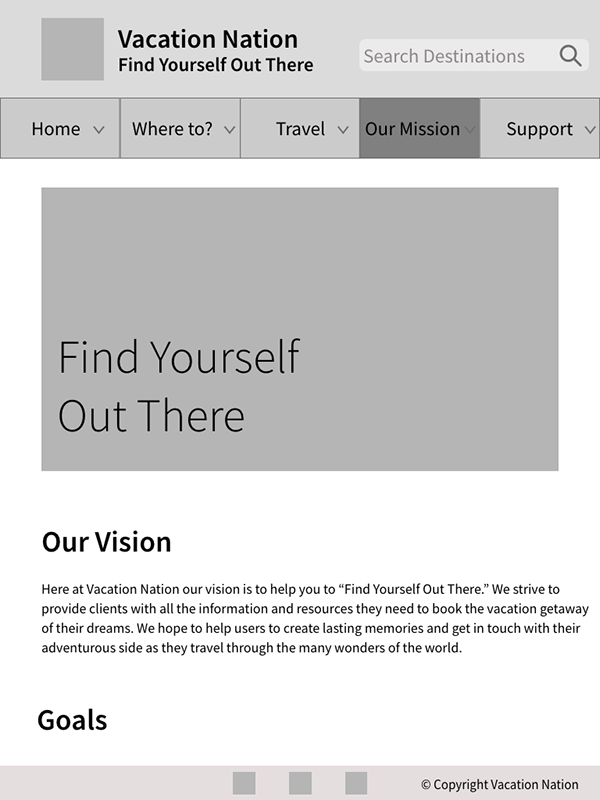 Vacation Nation
Find Yourself Out There
Search Destinations
Home
Where to?
Travel
Our Mission
Support
Find Yourself
Out There
Our Vision
Here at Vacation Nation our vision is to help you to “Find Yourself Out There.” We strive to
provide clients with all the information and resources they need to book the vacation getaway
of their dreams. We hope to help users to create lasting memories and get in touch with their
adventurous side as they travel through the many wonders of the world.
Goals
© Copyright Vacation Nation